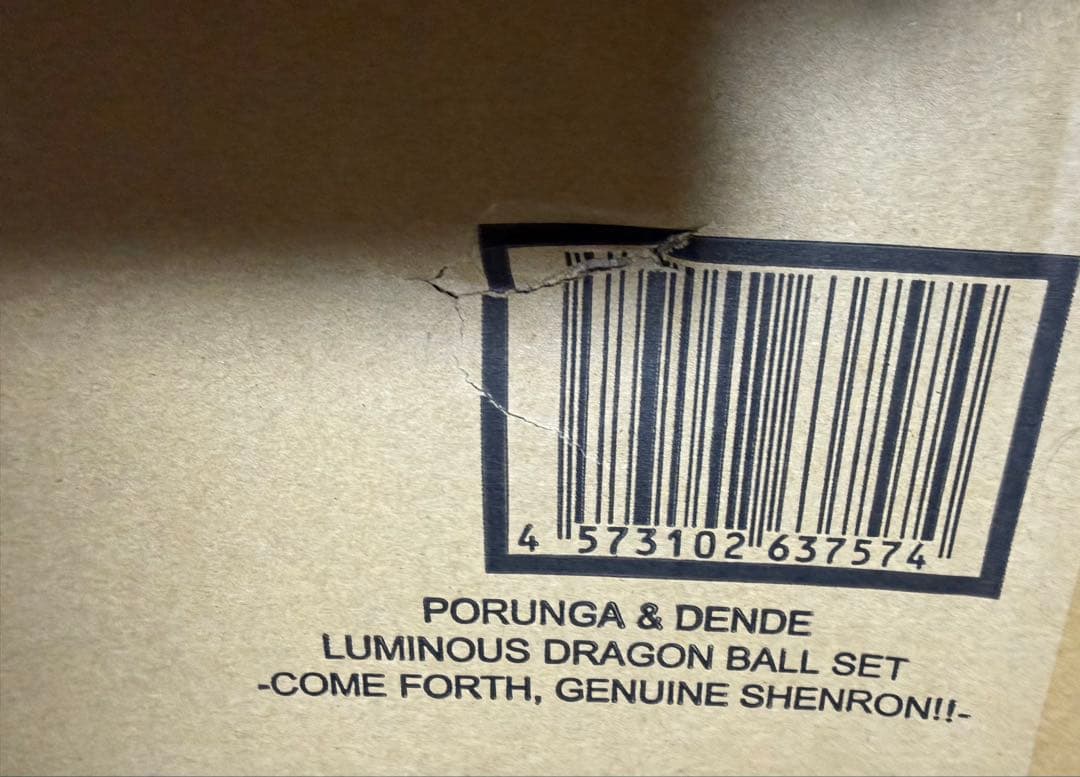 4 573102 637574
PORUNGA & DENDE
LUMINOUS DRAGON BALL SET
-COME FORTH, GENUINE SHENRON!!-